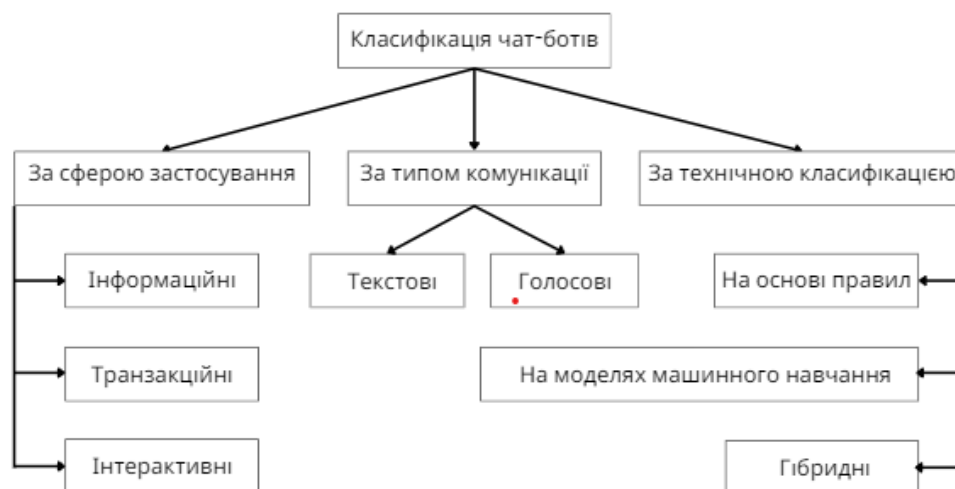 Класифікація чат-ботів
За сферою застосування
За типом комунікації
За технічною класифікацією
Інформаційні
Текстові
Голосові
На основі правил
Транзакційні
На моделях машинного навчання
Інтерактивні
Гібридні